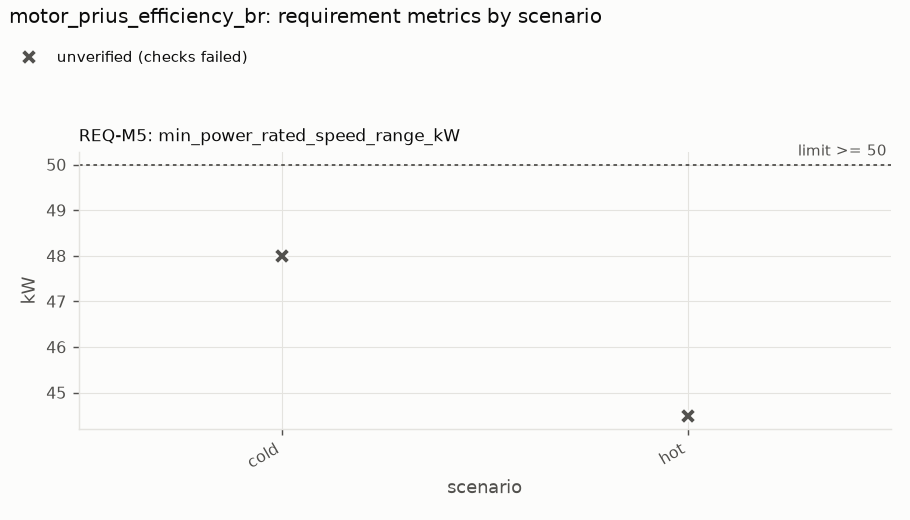 motor_prius_efficiency_br: requirement metrics by scenario
unverified (checks failed)
REQ-M5: min_power_rated_speed_range_kW
limit >= 50
50
49
48
47
46
45
kW
cold
hot
scenario